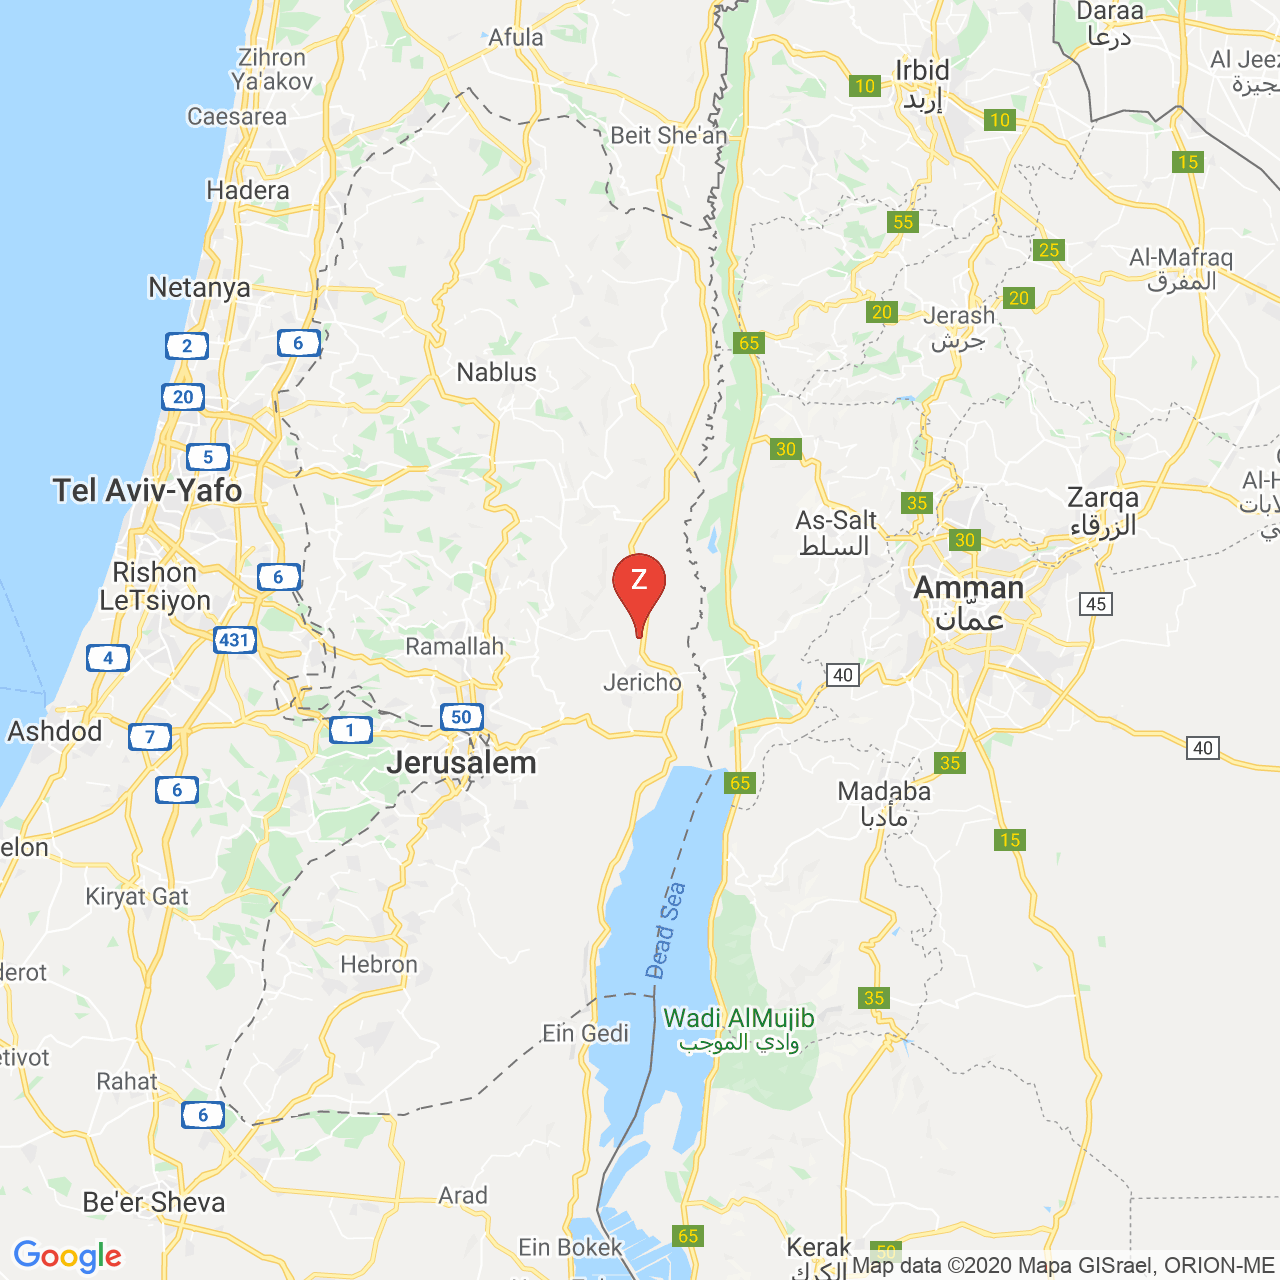 Daraa
درعا
Afula
Zihron
Ya'akov
Irbid
إربد
Al Jeez
10
Caesarea
10
Beit She'an
15
Hadera
55
25
Al-Mafraq
المفرق
Netanya
20
20
Jerash
جرش
2
6
65
Nablus
20
30
5
Tel Aviv-Yafo
Zarqa
الزرقاء
35
As-Salt
السلط
30
Rishon
LeTsiyon
6
Z
Amman
عمّان
45
431
Ramallah
4
40
Jericho
50
Ashdod
7
1
40
Jerusalem
35
6
65
Madaba
مأدبا
elon
15
Kiryat Gat
Dead Sea
Hebron
derot
35
Wadi AlMujib
وادي الموجب
Ein Gedi
etivot
Rahat
6
Be'er Sheva
Arad
65
Ein Bokek
Kerak
الكرك
50
Google
Map data ©2020 Mapa GISrael, ORION-ME